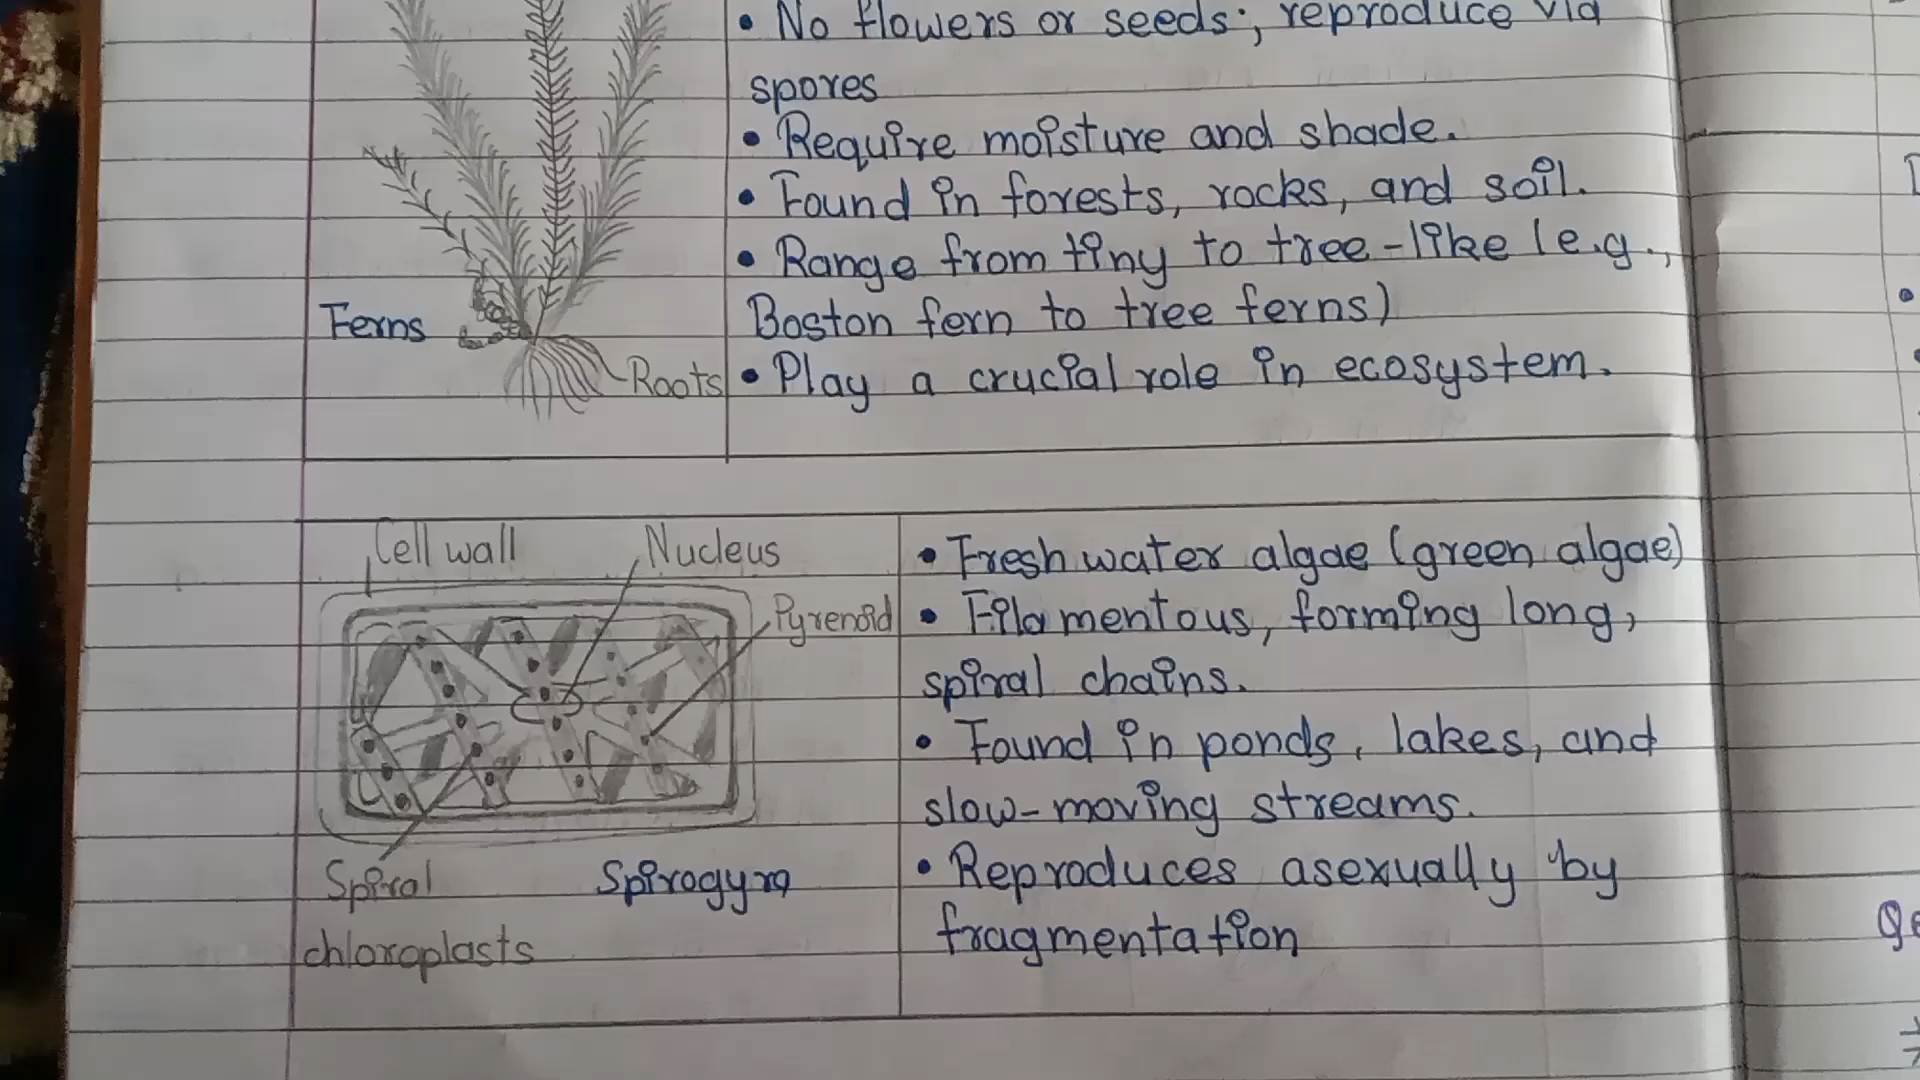 • No flowers or seeds; reproduce via
spores
• Require moisture and shade.
• Found in forests, rocks, and soil.
• Range from tiny to tree-like (e.g.,
Boston fern to tree ferns)
• Play a crucial role in ecosystem.
Ferns
Roots
Cell wall
Nucleus
Pyrenoid
Spiral
chloroplasts
Spirogyra
• Fresh water algae (green algae)
• Filamentous, forming long,
spiral chains.
• Found in ponds, lakes, and
slow-moving streams.
• Reproduces asexually by
fragmentation